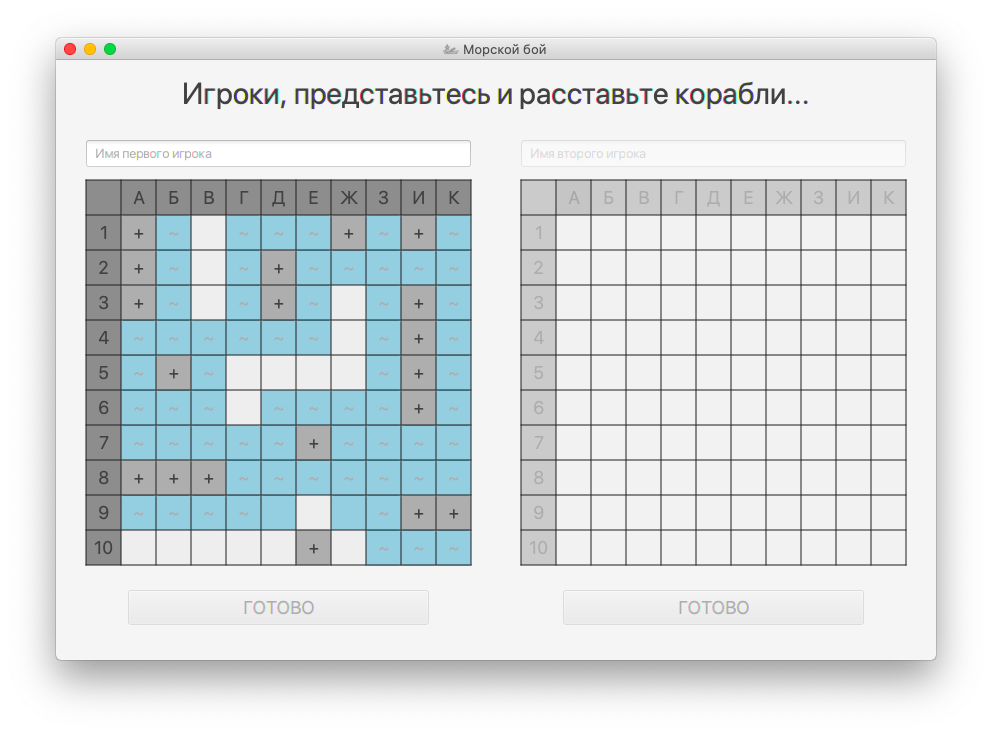 Морской бой
Игроки, представьтесь и расставьте корабли...
Имя первого игрока
Имя второго игрока
А Б В Г Д Е Ж З И К
1 + ~ ~ ~ ~ + ~ + ~
2 + ~ ~ + ~ ~ ~ ~ ~
3 + ~ ~ + ~ ~ + ~
4 ~ ~ ~ ~ ~ ~ ~ + ~
5 ~ + ~ ~ + ~
6 ~ ~ ~ ~ ~ ~ ~ + ~
7 ~ ~ ~ ~ ~ + ~ ~ ~ ~
8 + + + ~ ~ ~ ~ ~ ~ ~
9 ~ ~ ~ ~ ~ ~ ~ + +
10 + ~ ~ ~
ГОТОВО
А Б В Г Д Е Ж З И К
1
2
3
4
5
6
7
8
9
10
ГОТОВО